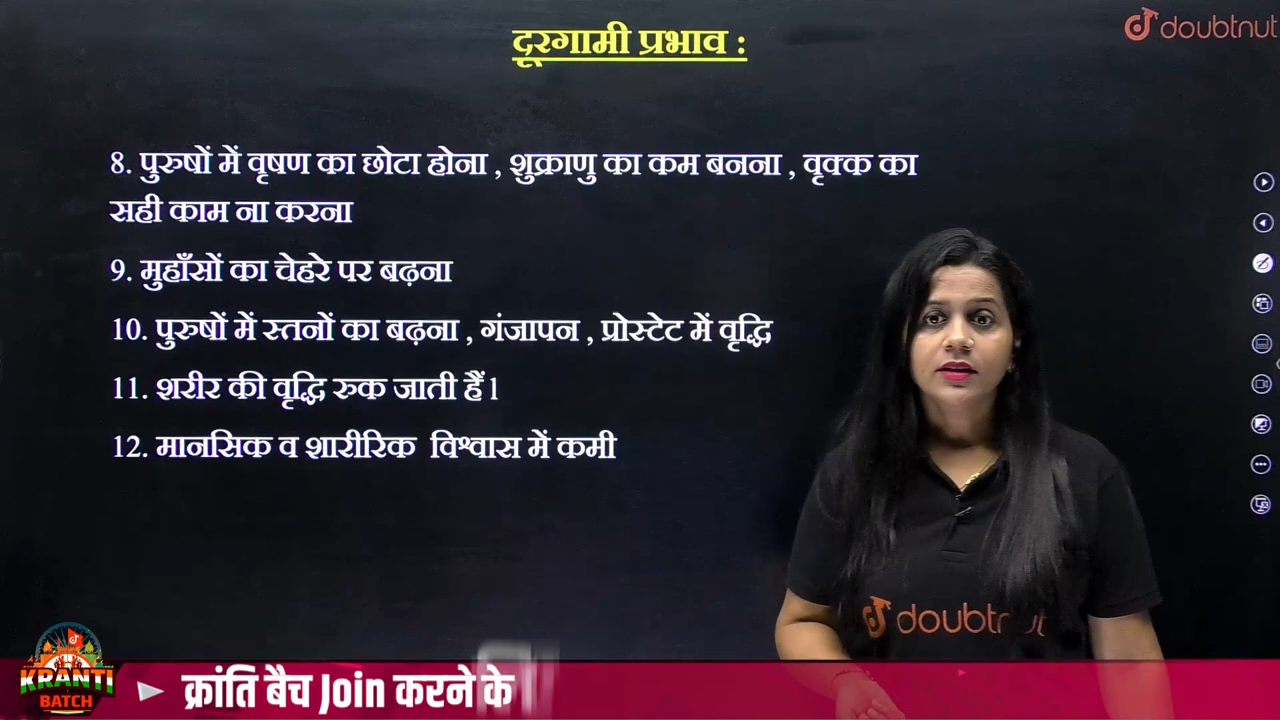 दूरगामी प्रभाव :
doubtnut
8. पुरुषों में वृषण का छोटा होना , शुक्राणु का कम बनना , वृक्क का
सही काम ना करना
9. मुहाँसों का चेहरे पर बढ़ना
10. पुरुषों में स्तनों का बढ़ना , गंजापन , प्रोस्टेट में वृद्धि
11. शरीर की वृद्धि रुक जाती हैं l
12. मानसिक व शारीरिक विश्वास में कमी
doubtnut
KRANTI
BATCH
क्रांति बैच Join करने के